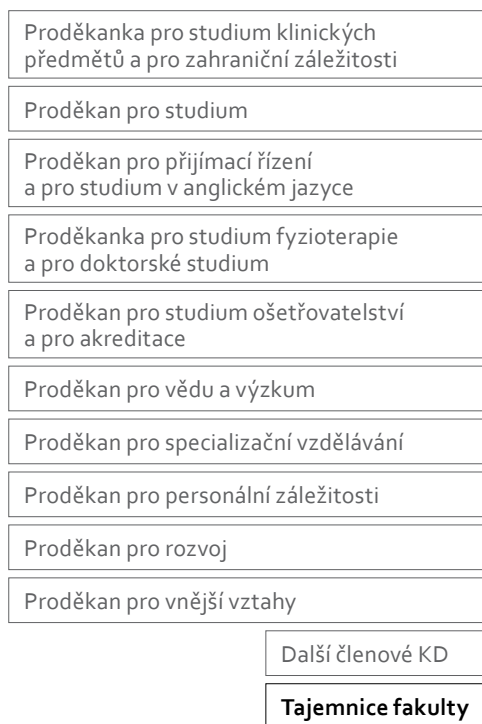 Proděkanka pro studium klinických
předmětů a pro zahraniční záležitosti
Proděkan pro studium
Proděkan pro přijímací řízení
a pro studium v anglickém jazyce
Proděkanka pro studium fyzioterapie
a pro doktorské studium
Proděkan pro studium ošetřovatelství
a pro akreditace
Proděkan pro vědu a výzkum
Proděkan pro specializační vzdělávání
Proděkan pro personální záležitosti
Proděkan pro rozvoj
Proděkan pro vnější vztahy
Další členové KD
Tajemnice fakulty